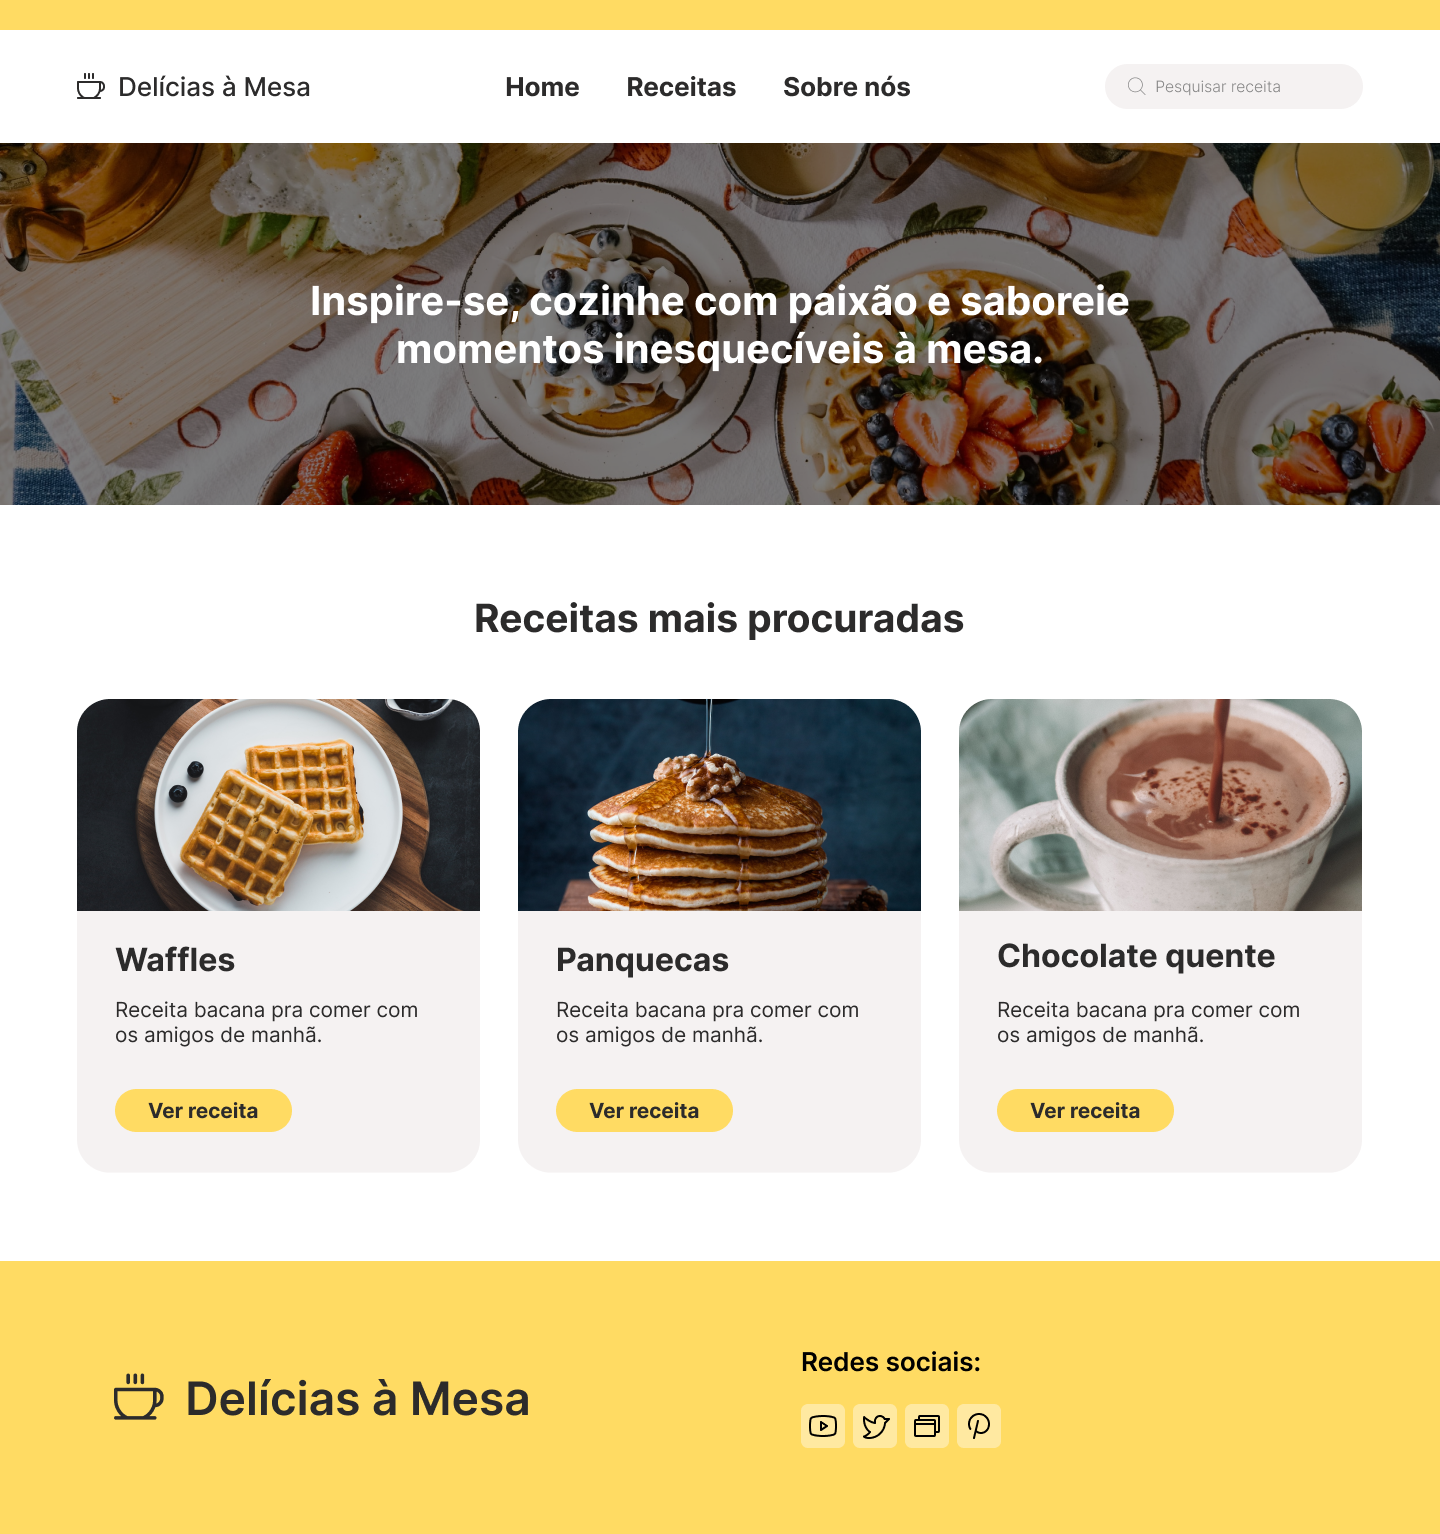 Delícias à Mesa
Home
Receitas
Sobre nós
Pesquisar receita
Inspire-se, cozinhe com paixão e saboreie
momentos inesquecíveis à mesa.
Receitas mais procuradas
Waffles
Receita bacana pra comer com
os amigos de manhã.
Ver receita
Panquecas
Receita bacana pra comer com
os amigos de manhã.
Ver receita
Chocolate quente
Receita bacana pra comer com
os amigos de manhã.
Ver receita
Delícias à Mesa
Redes sociais: